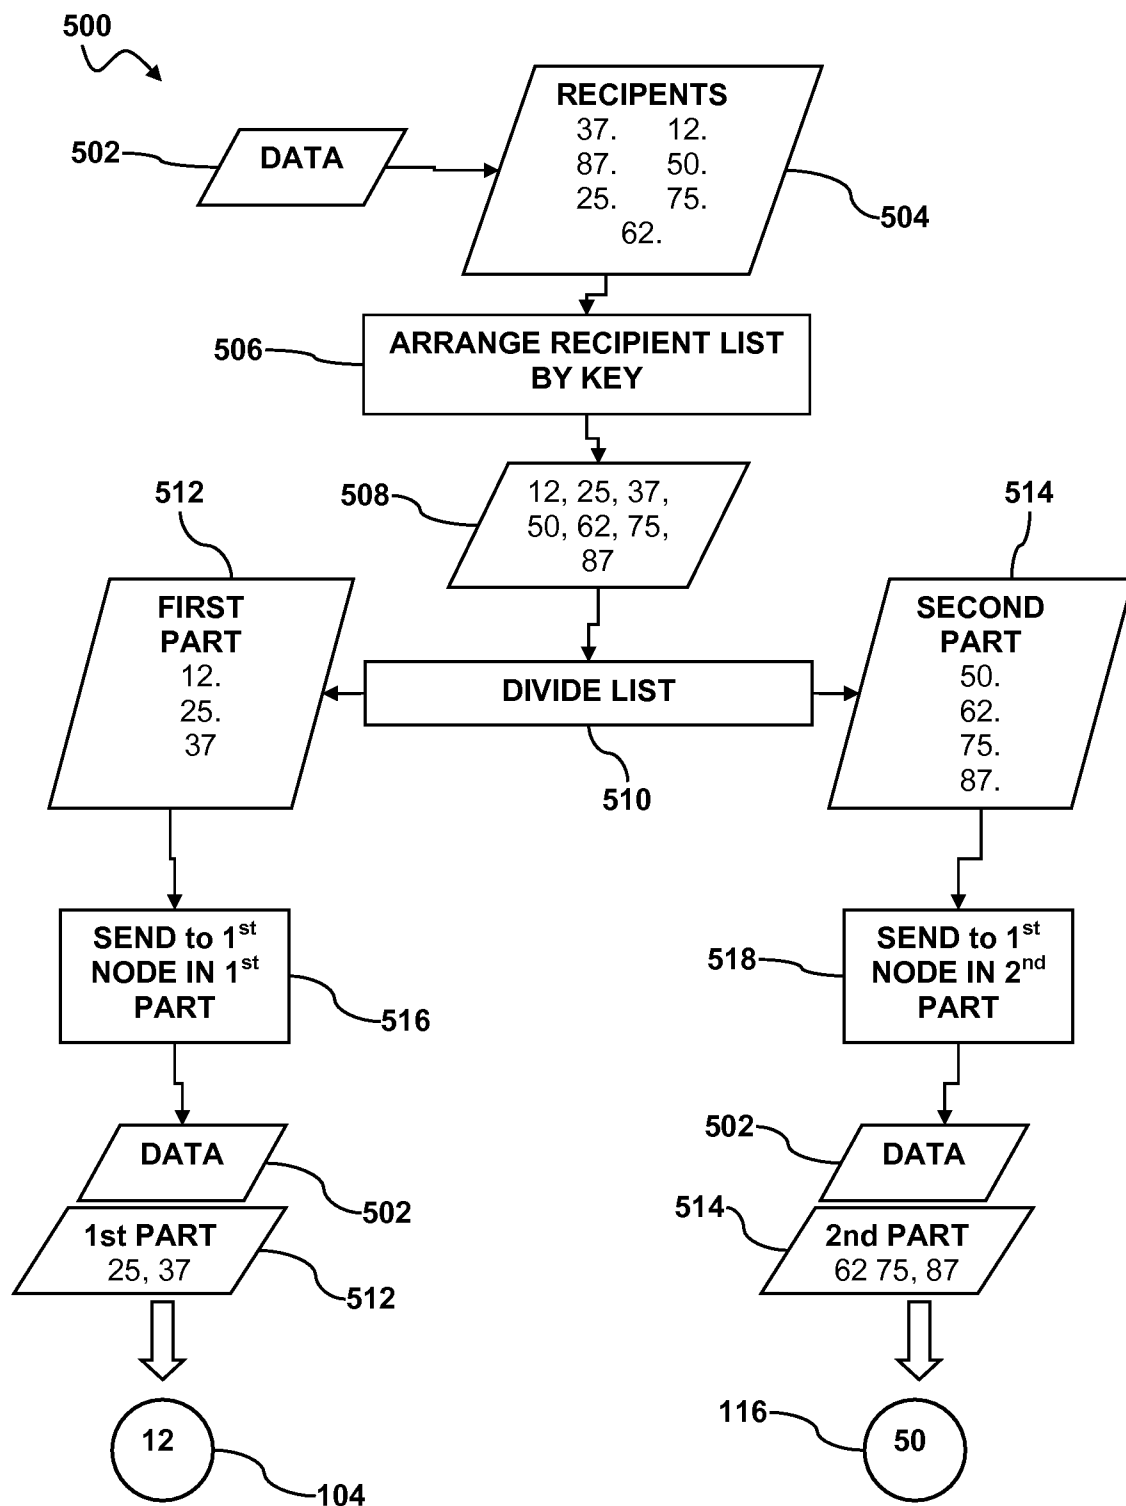 500
RECIPENTS
37. 12.
502 DATA
87. 50.
25. 75.
504
62.
506
ARRANGE RECIPIENT LIST
BY KEY
508
12, 25, 37,
50, 62, 75,
87
512
514
FIRST
PART
12.
25.
37
DIVIDE LIST
510
SECOND
PART
50.
62.
75.
87.
SEND to 1st
NODE IN 1st
PART
516
518
SEND to 1st
NODE IN 2nd
PART
DATA
502
1st PART
25, 37
512
502
DATA
514
2nd PART
62 75, 87
12
104
116
50